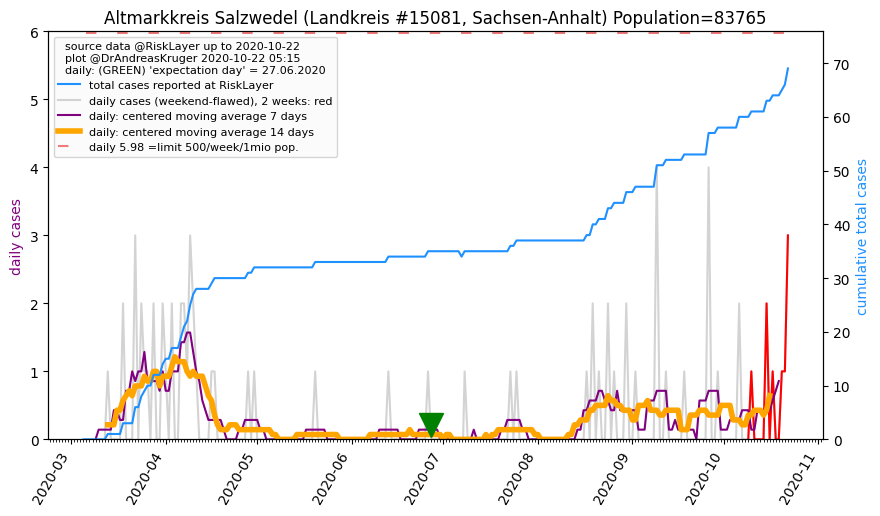 Altmarkkreis Salzwedel (Landkreis #15081, Sachsen-Anhalt) Population=83765
source data @RiskLayer up to 2020-10-22
plot @DrAndreasKruger 2020-10-22 05:15
daily: (GREEN) 'expectation day' = 27.06.2020
total cases reported at RiskLayer
daily cases (weekend-flawed), 2 weeks: red
daily: centered moving average 7 days
daily: centered moving average 14 days
daily 5.98 =limit 500/week/1mio pop.
daily cases
6
5
4
3
2
1
0
cumulative total cases
70
60
50
40
30
20
10
0
2020-03
2020-04
2020-05
2020-06
2020-07
2020-08
2020-09
2020-10
2020-11